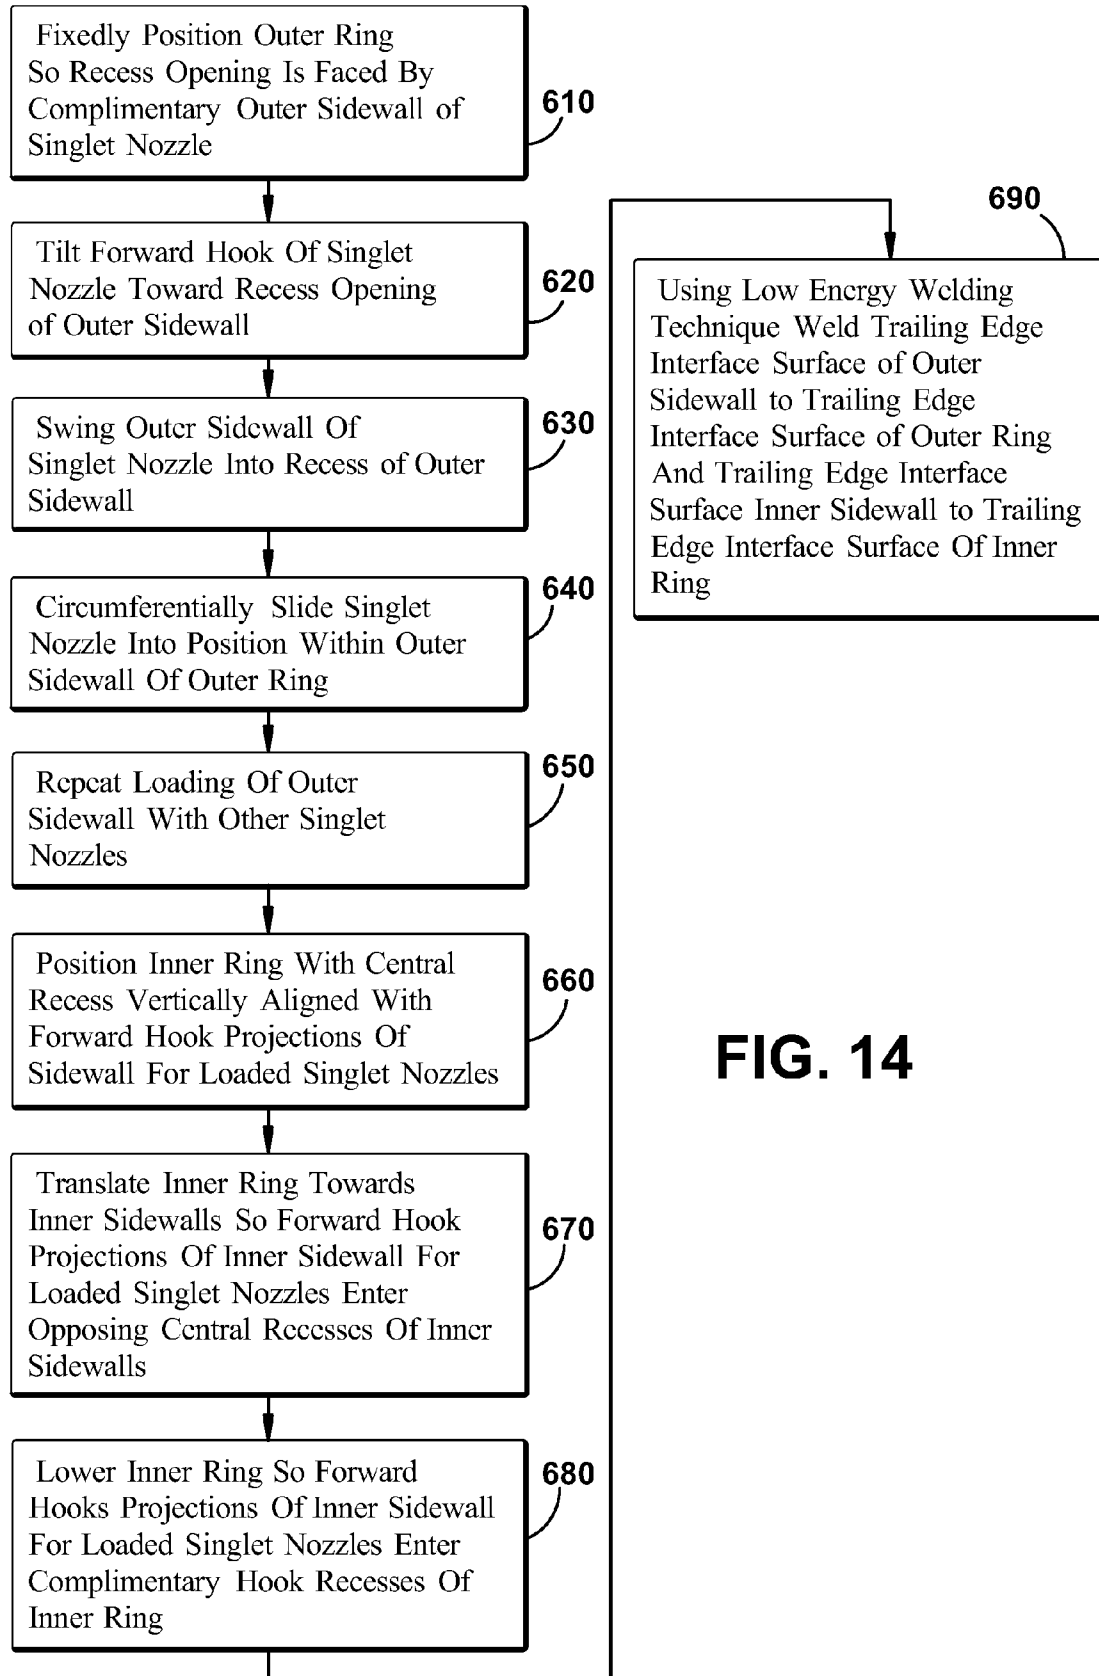 Fixedly Position Outer Ring
So Recess Opening Is Faced By
Complimentary Outer Sidewall of
Singlet Nozzle
610
Tilt Forward Hook Of Singlet
Nozzle Toward Recess Opening
of Outer Sidewall
620
Swing Outer Sidewall Of
Singlet Nozzle Into Recess of Outer
Sidewall
630
Circumferentially Slide Singlet
Nozzle Into Position Within Outer
Sidewall Of Outer Ring
640
Repeat Loading Of Outer
Sidewall With Other Singlet
Nozzles
650
Position Inner Ring With Central
Recess Vertically Aligned With
Forward Hook Projections Of
Sidewall For Loaded Singlet Nozzles
660
Translate Inner Ring Towards
Inner Sidewalls So Forward Hook
Projections Of Inner Sidewall For
Loaded Singlet Nozzles Enter
Opposing Central Recesses Of Inner
Sidewalls
670
Lower Inner Ring So Forward
Hooks Projections Of Inner Sidewall
For Loaded Singlet Nozzles Enter
Complimentary Hook Recesses Of
Inner Ring
680
690
Using Low Energy Welding
Technique Weld Trailing Edge
Interface Surface of Outer
Sidewall to Trailing Edge
Interface Surface of Outer Ring
And Trailing Edge Interface
Surface Inner Sidewall to Trailing
Edge Interface Surface Of Inner
Ring
FIG. 14